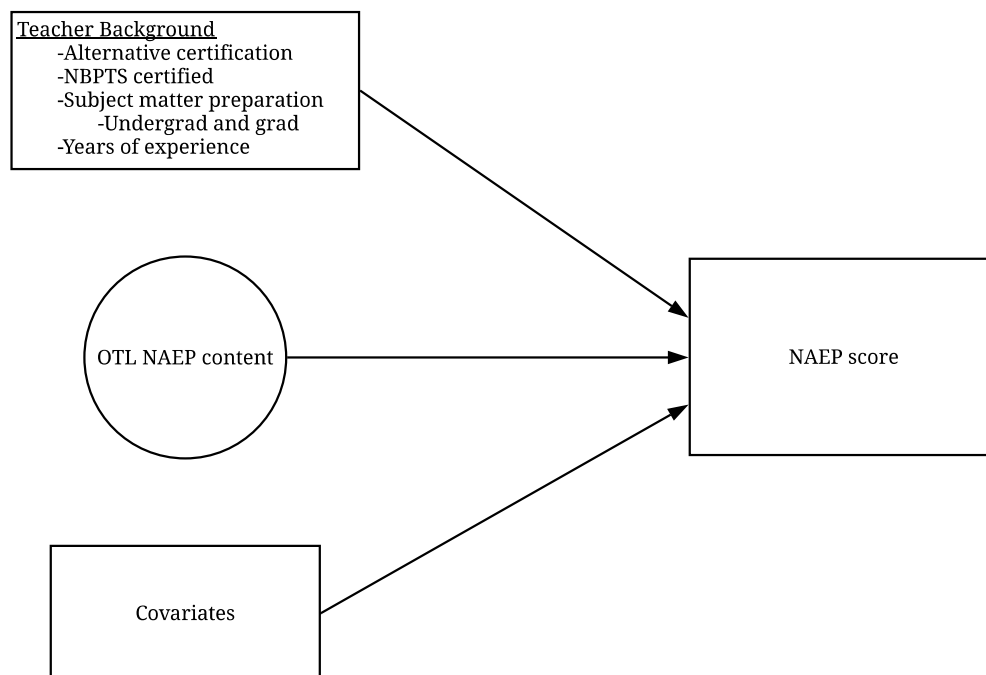 Teacher Background
-Alternative certification
-NBPTS certified
-Subject matter preparation
-Undergrad and grad
-Years of experience
OTL NAEP content
NAEP score
Covariates